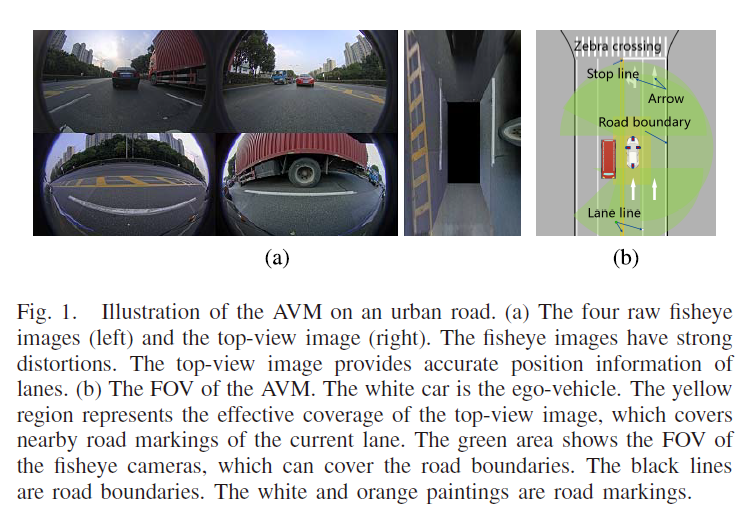 Zebra crossing
Stop line
Arrow
Road boundary
Lane line
(a)
(b)
Fig. 1. Illustration of the AVM on an urban road. (a) The four raw fisheye
images (left) and the top-view image (right). The fisheye images have strong
distortions. The top-view image provides accurate position information of
lanes. (b) The FOV of the AVM. The white car is the ego-vehicle. The yellow
region represents the effective coverage of the top-view image, which covers
nearby road markings of the current lane. The green area shows the FOV of
the fisheye cameras, which can cover the road boundaries. The black lines
are road boundaries. The white and orange paintings are road markings.